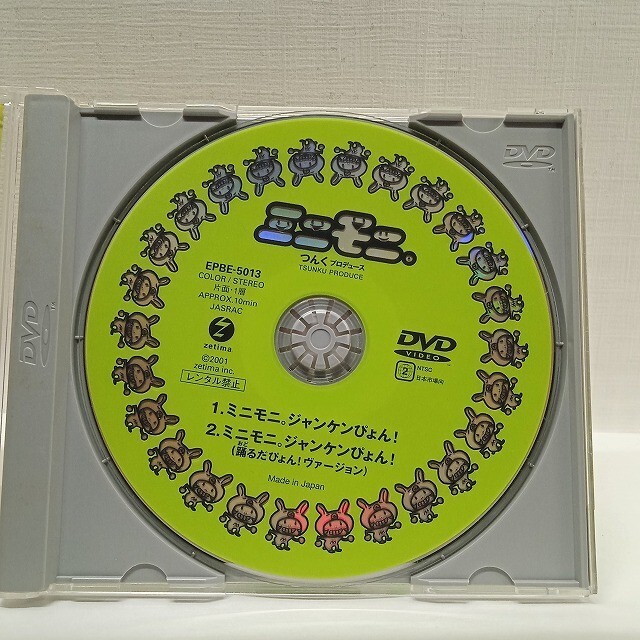 DVD
TM
ミニモニ。
つんくプロデュース
TSUNKU PRODUCE
EPBE-5013
COLOR / STEREO
片面・1層
APPROX.10min
JASRAC
zetima
©2001
zetima inc.
レンタル禁止
DVD
VIDEO
2
NTSC
日本市場向
1.ミニモニ。ジャンケンぴょん!
2.ミニモニ。ジャンケンぴょん!
(踊るだぴょん!ヴァージョン)
おど
Made in Japan
DVD